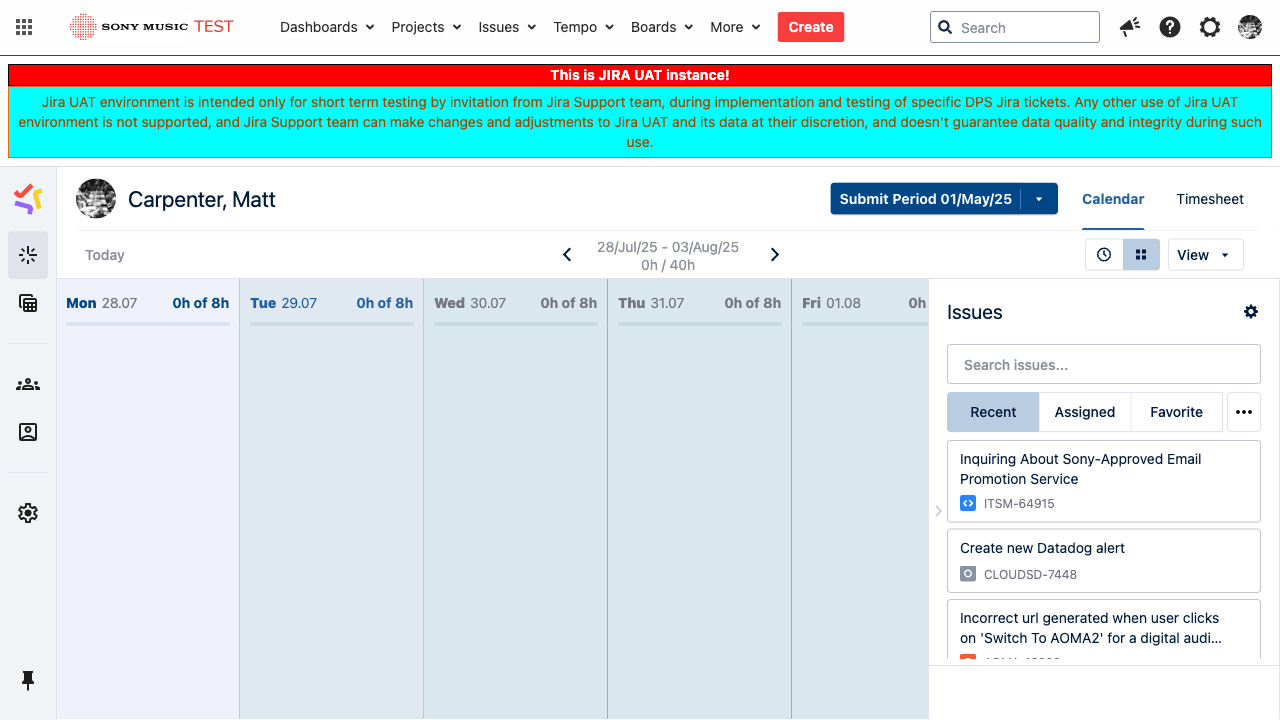 SONY MUSIC TEST Dashboards Projects Issues Tempo Boards More Create Search
This is JIRA UAT instance!
Jira UAT environment is intended only for short term testing by invitation from Jira Support team, during implementation and testing of specific DPS Jira tickets. Any other use of Jira UAT
environment is not supported, and Jira Support team can make changes and adjustments to Jira UAT and its data at their discretion, and doesn't guarantee data quality and integrity during such
use.
Carpenter, Matt
Submit Period 01/May/25
Calendar
Timesheet
Today
28/Jul/25 - 03/Aug/25
0h / 40h
View
Mon 28.07 0h of 8h
Tue 29.07 0h of 8h
Wed 30.07 0h of 8h
Thu 31.07 0h of 8h
Fri 01.08 0h
Issues
Search issues...
Recent
Assigned
Favorite
Inquiring About Sony-Approved Email
Promotion Service
ITSM-64915
Create new Datadog alert
CLOUDSD-7448
Incorrect url generated when user clicks
on 'Switch To AOMA2' for a digital audi...